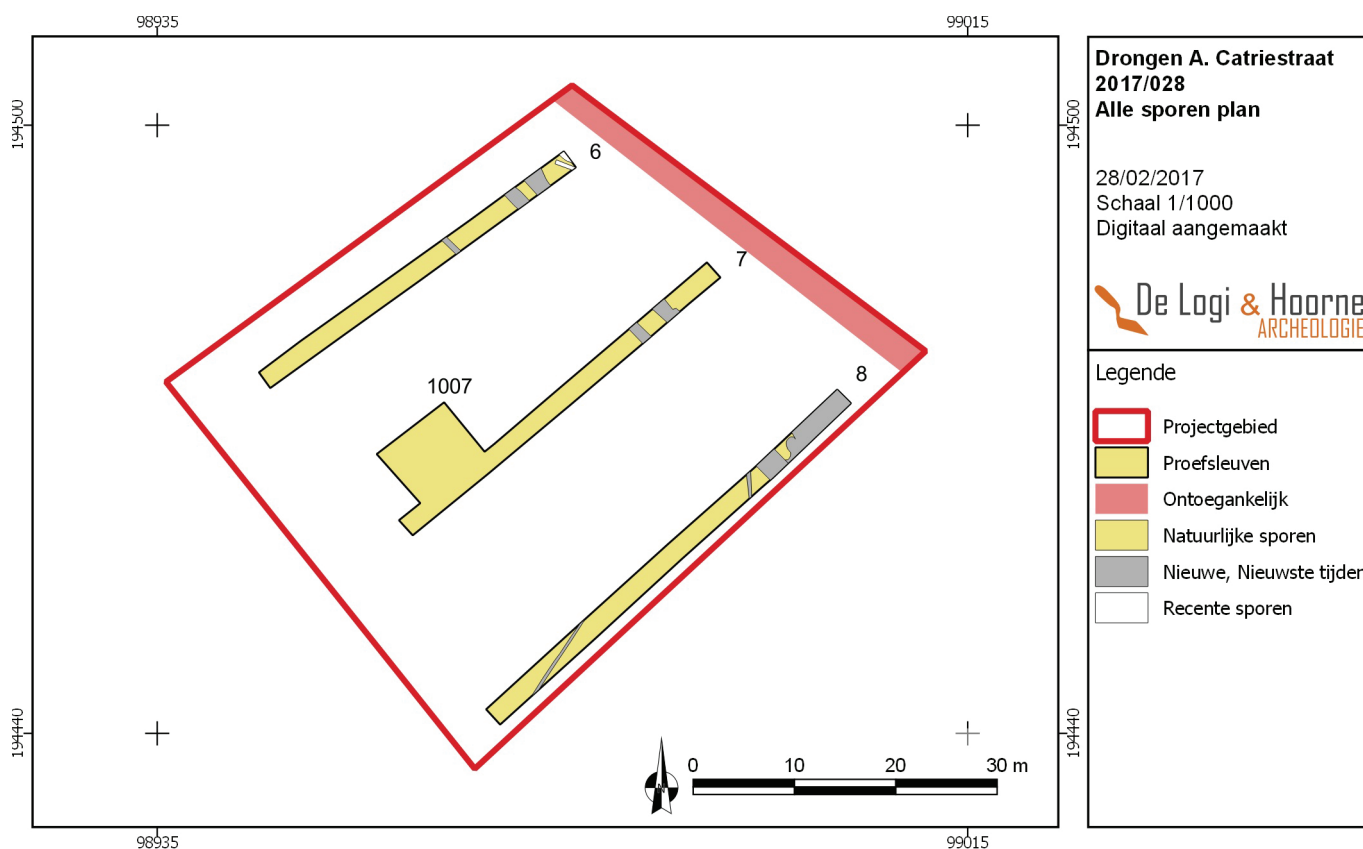 98935
99015
194500
194500
6
7
1007
8
194440
194440
N
0 10 20 30 m
98935
99015
Drongen A. Catriestraat
2017/028
Alle sporen plan
28/02/2017
Schaal 1/1000
Digitaal aangemaakt
De Logi & Hoorne
ARCHEOLOGIE
Legende
Projectgebied
Proefsleuven
Ontoegankelijk
Natuurlijke sporen
Nieuwe, Nieuwste tijden
Recente sporen